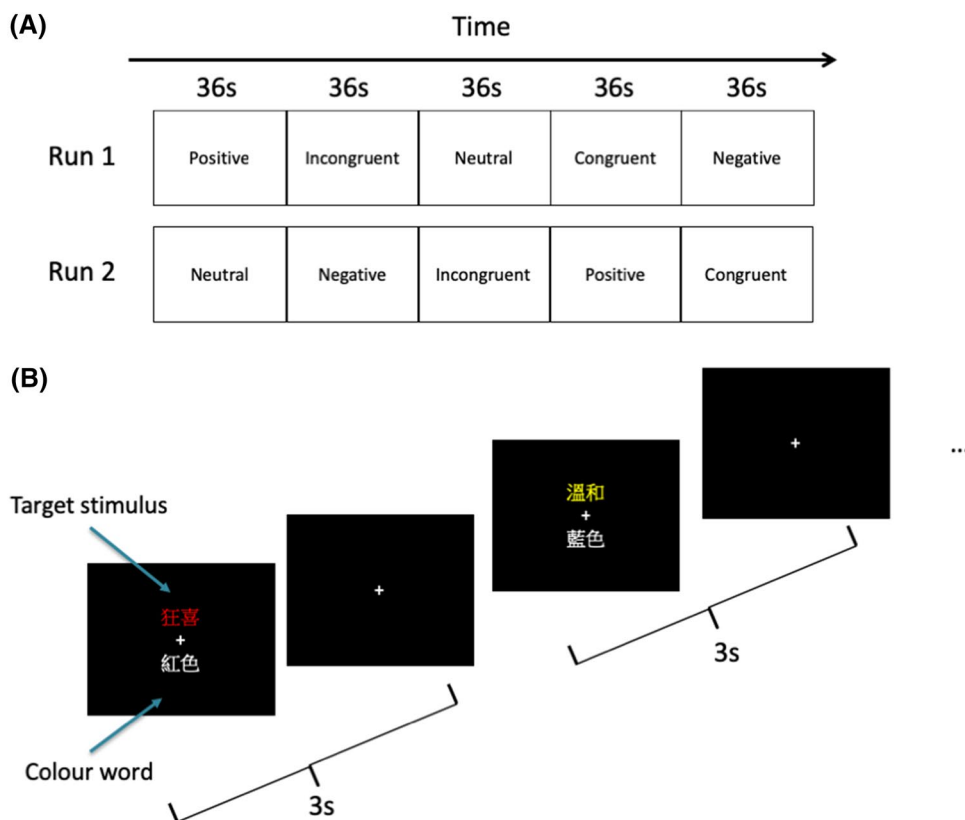 (A)
Time
36s 36s 36s 36s 36s
Run 1 Positive Incongruent Neutral Congruent Negative
Run 2 Neutral Negative Incongruent Positive Congruent
(B)
Target stimulus
狂喜
+
紅色
Colour word
+
3s
溫和
+
藍色
+
3s
...